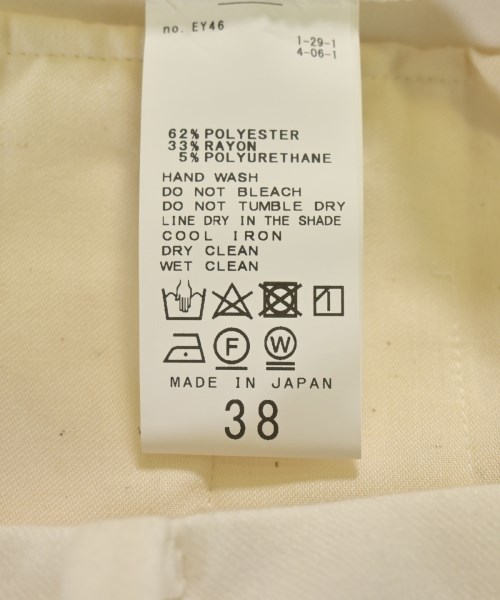 no. EY46
1-29-1
4-06-1
62% POLYESTER
33% RAYON
5% POLYURETHANE
HAND WASH
DO NOT BLEACH
DO NOT TUMBLE DRY
LINE DRY IN THE SHADE
COOL IRON
DRY CLEAN
WET CLEAN
F W
MADE IN JAPAN
38